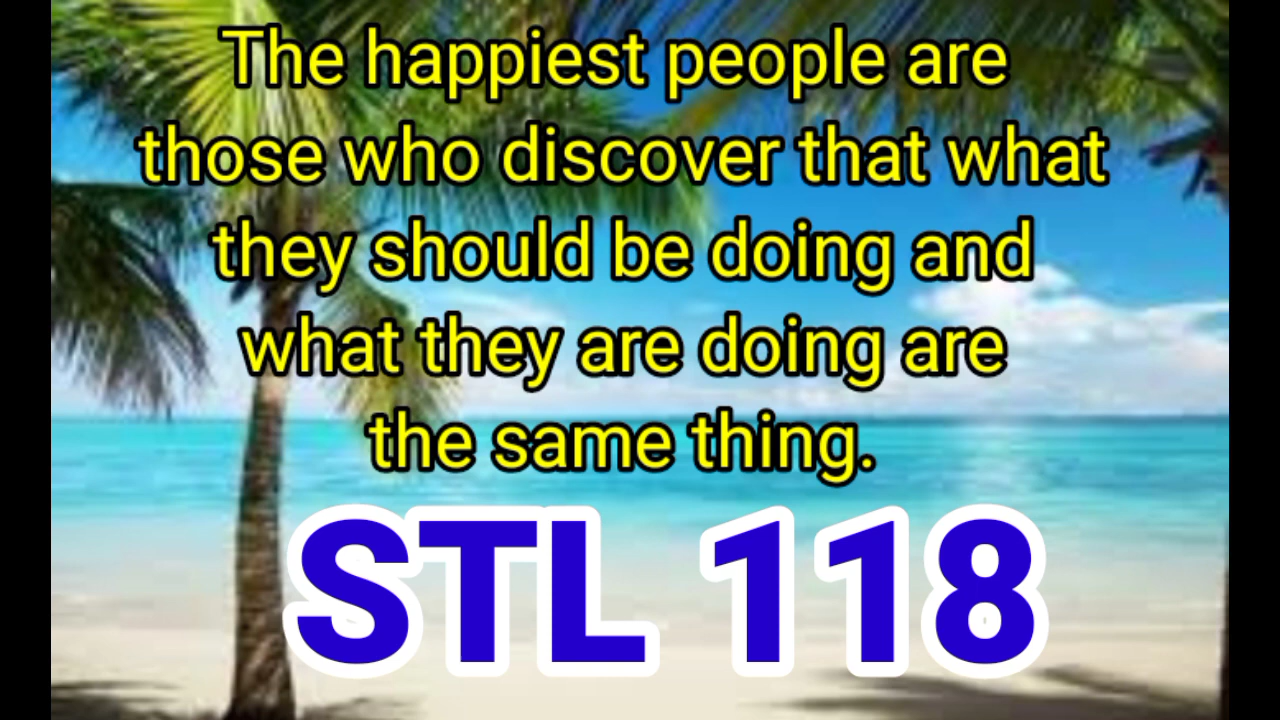 The happiest people are
those who discover that what
they should be doing and
what they are doing are
the same thing.
STL 118